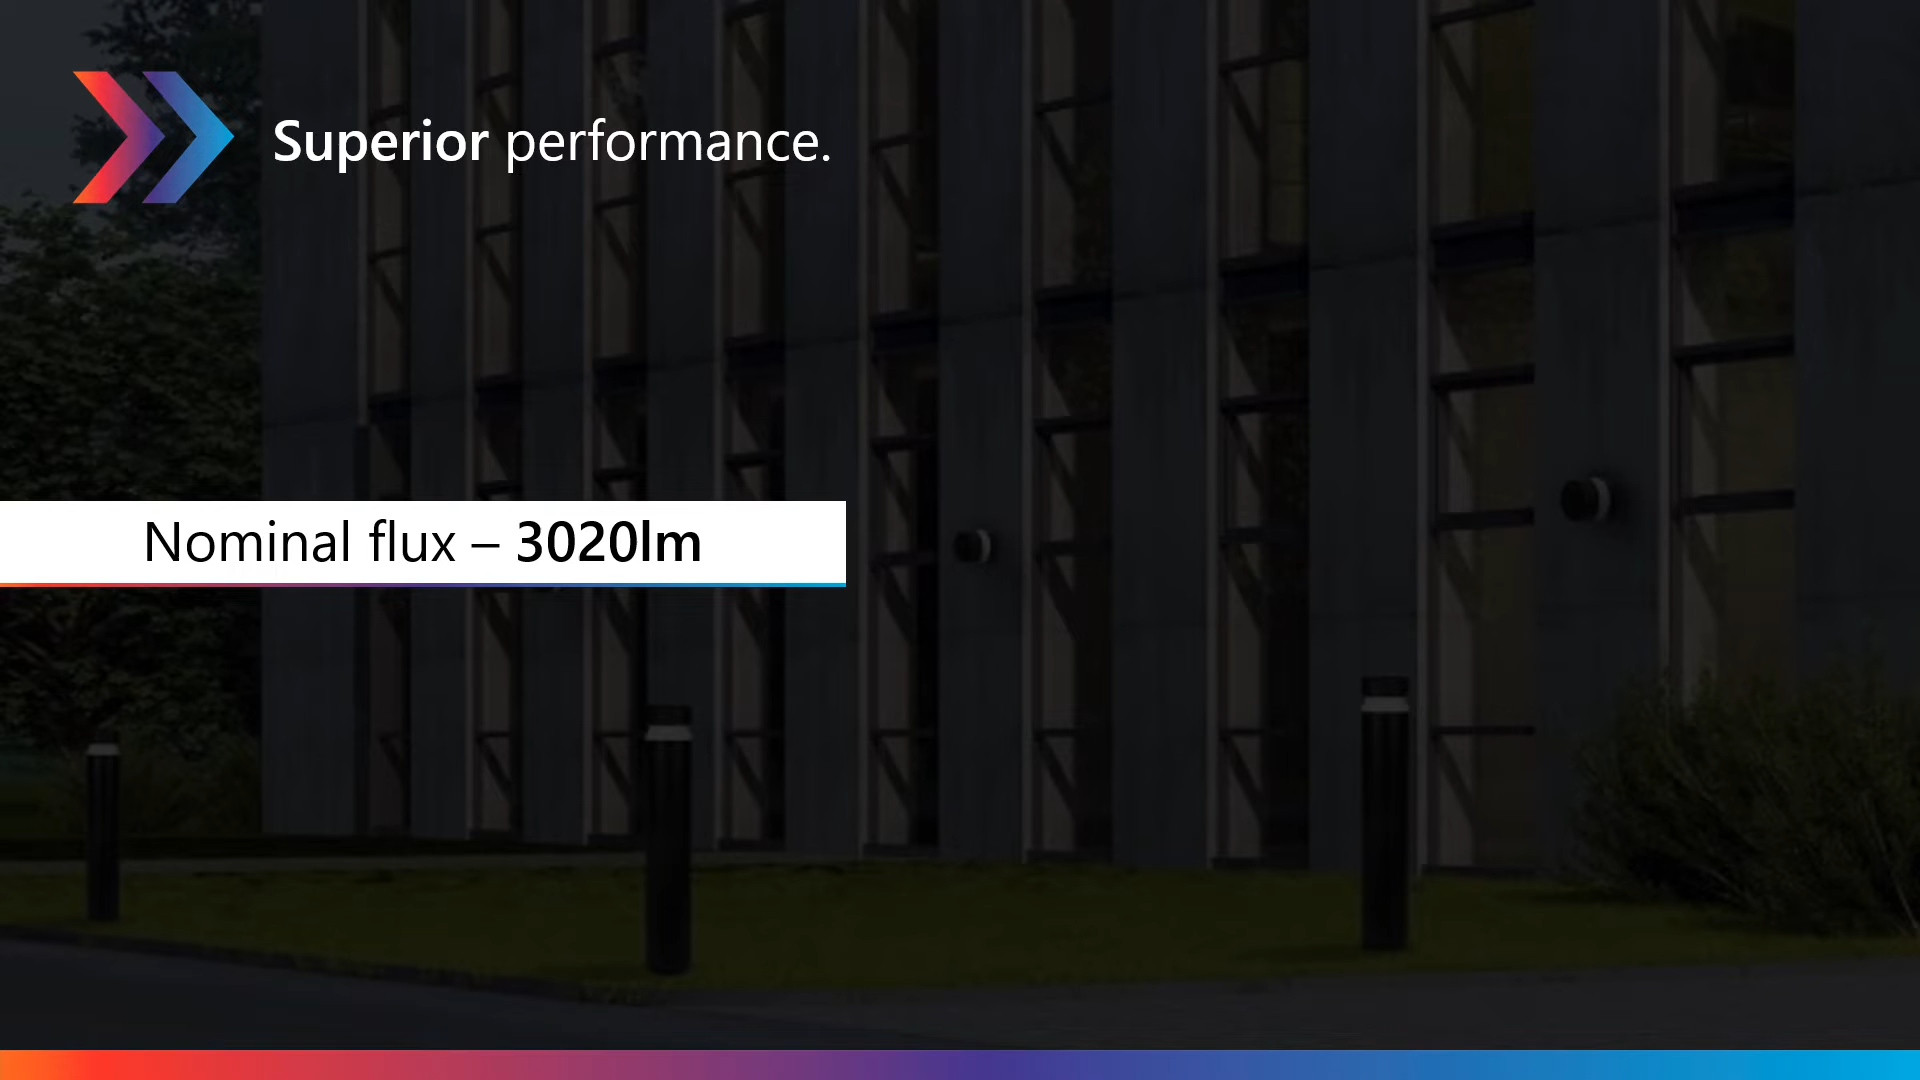 Superior performance.
Nominal flux – 3020lm